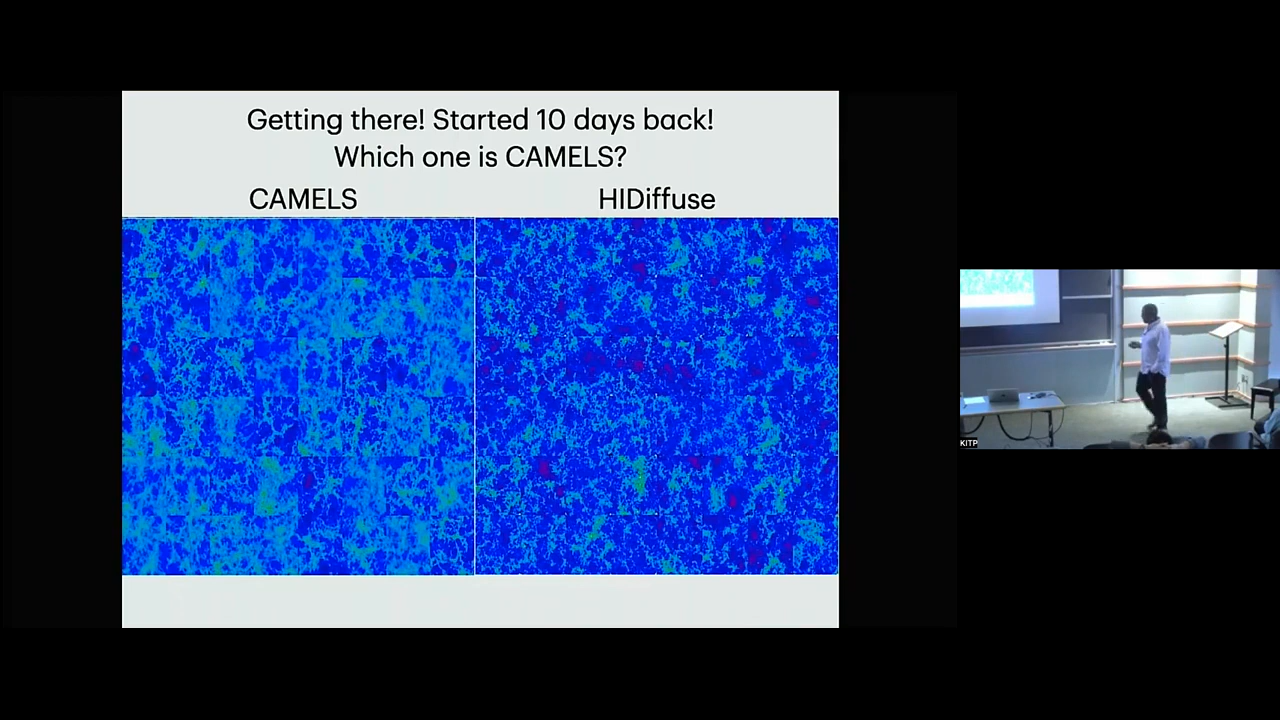 Getting there! Started 10 days back!
Which one is CAMELS?
CAMELS
HIDiffuse
KITP